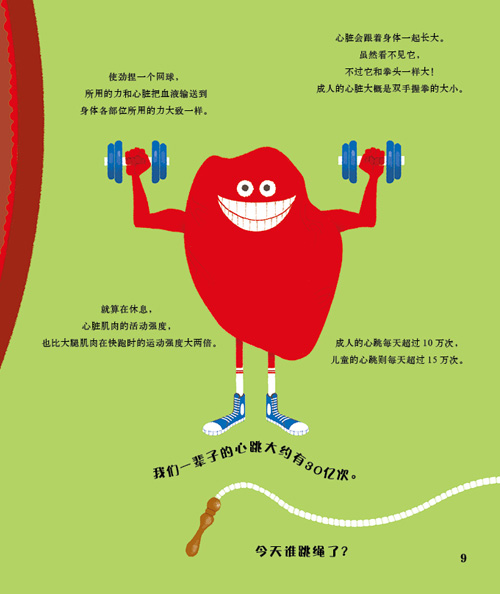 心脏会跟着身体一起长大。
虽然看不见它，
不过它和拳头一样大！
成人的心脏大概是双手握拳的大小。
使劲捏一个网球，
所用的力和心脏把血液输送到
身体各部位所用的力大致一样。
就算在休息，
心脏肌肉的活动强度，
也比大腿肌肉在快跑时的运动强度大两倍。
成人的心跳每天超过 10 万次，
儿童的心跳则每天超过 15 万次。
我们一辈子的心跳大约有30亿次。
今天谁跳绳了？
9